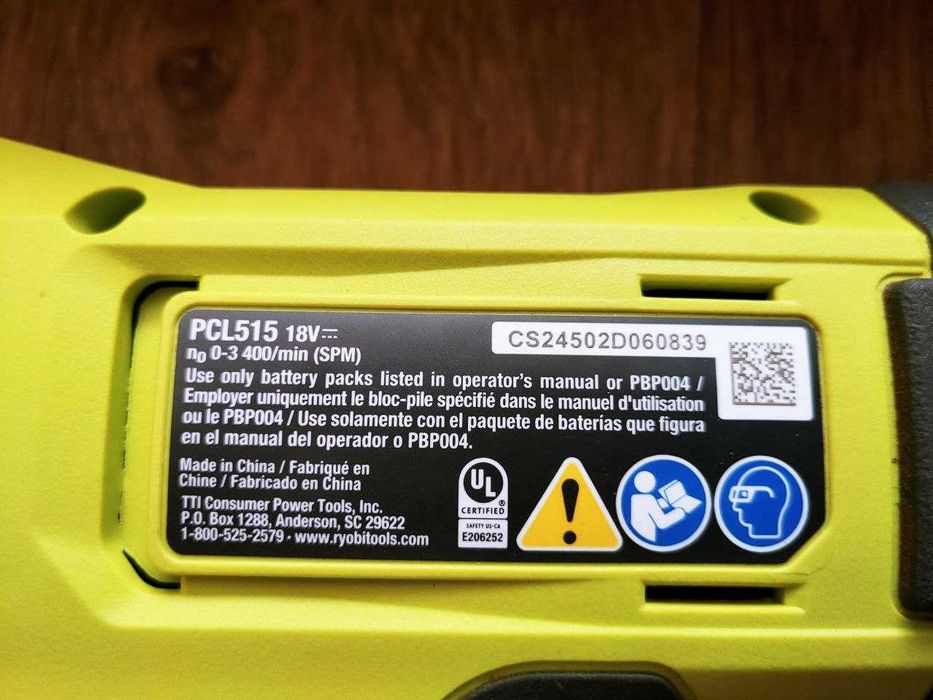 PCL515 18V⎓
n₀ 0-3 400/min (SPM)
CS24502D060839
Use only battery packs listed in operator's manual or PBP004 /
Employer uniquement le bloc-pile spécifié dans le manuel d'utilisation
ou le PBP004 / Use solamente con el paquete de baterías que figura
en el manual del operador o PBP004.
Made in China / Fabriqué en
Chine / Fabricado en China
TTI Consumer Power Tools, Inc.
P.O. Box 1288, Anderson, SC 29622
1-800-525-2579 · www.ryobitools.com
UL
CERTIFIED
®
SAFETY US-CA
E206252